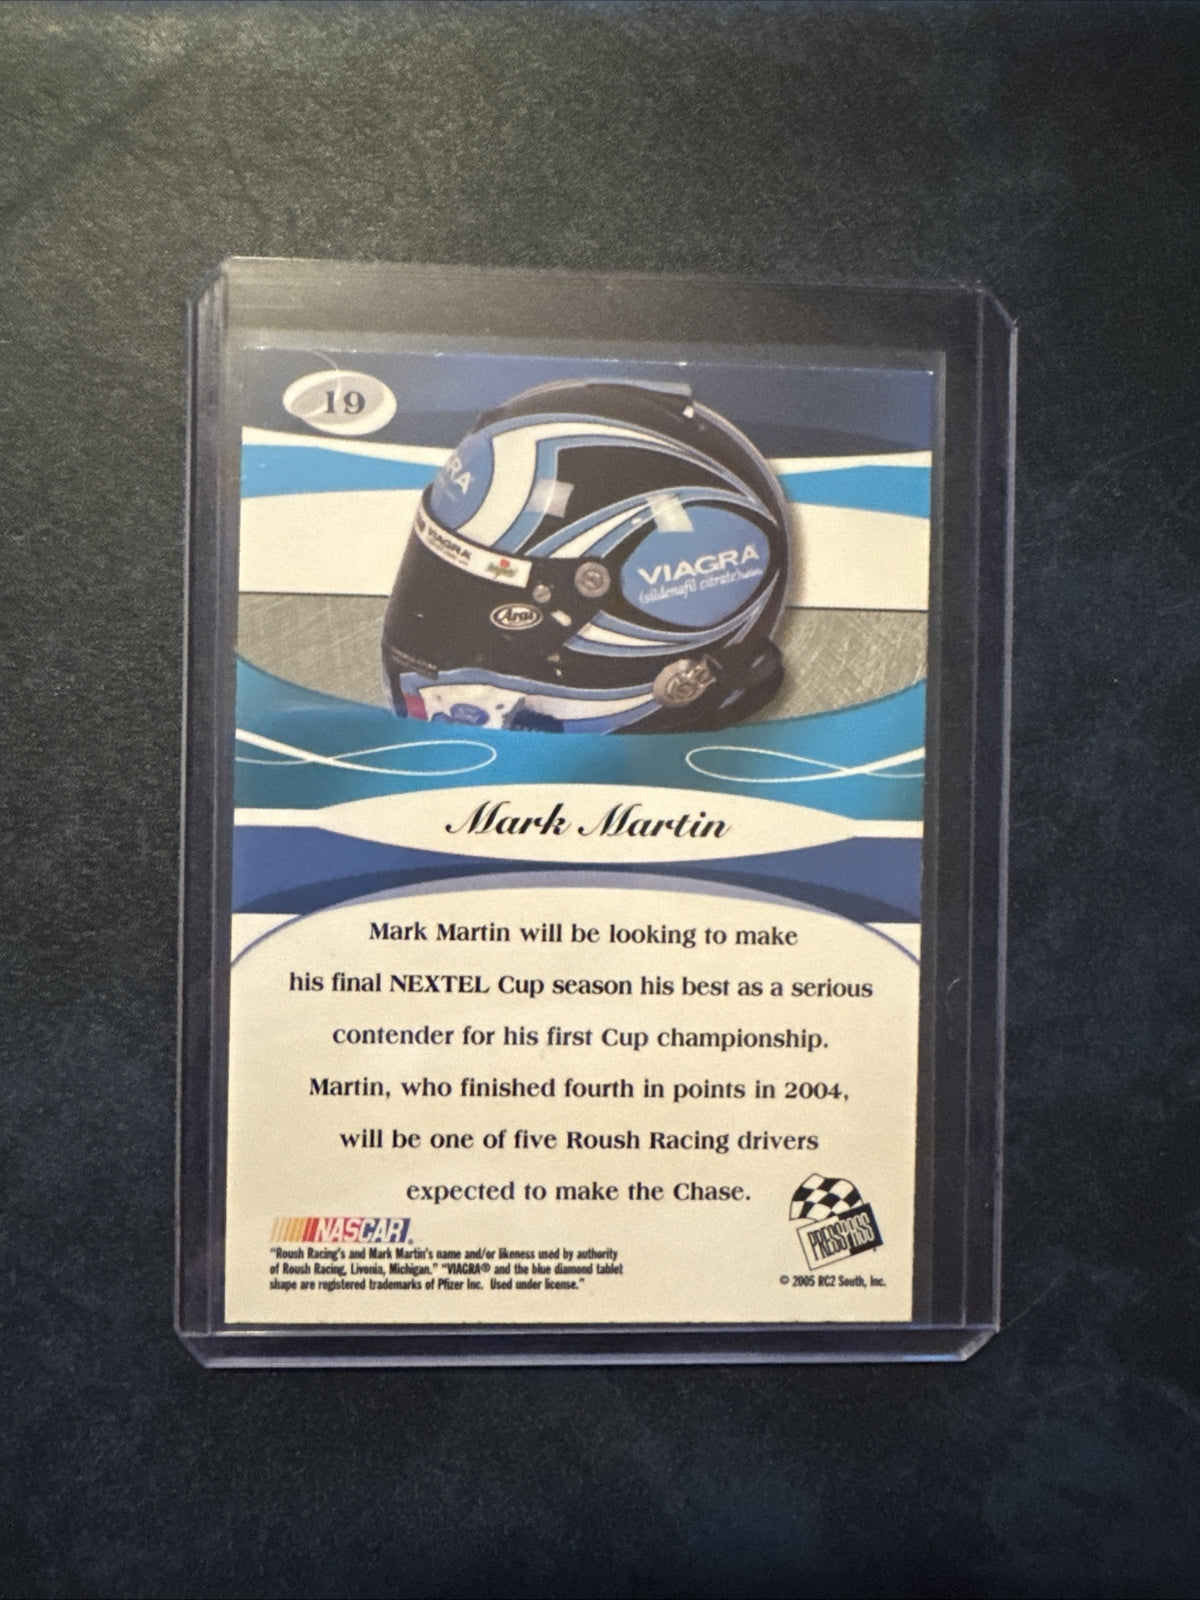 19
VIAGRA
VIAGRA
(sildenafil citrate)
Arai
Ford
Mark Martin
Mark Martin will be looking to make
his final NEXTEL Cup season his best as a serious
contender for his first Cup championship.
Martin, who finished fourth in points in 2004,
will be one of five Roush Racing drivers
expected to make the Chase.
NASCAR.
PRESS PASS
"Roush Racing's and Mark Martin's name and/or likeness used by authority
of Roush Racing, Livonia, Michigan." "VIAGRA® and the blue diamond tablet
shape are registered trademarks of Pfizer Inc. Used under license."
© 2005 RC2 South, Inc.